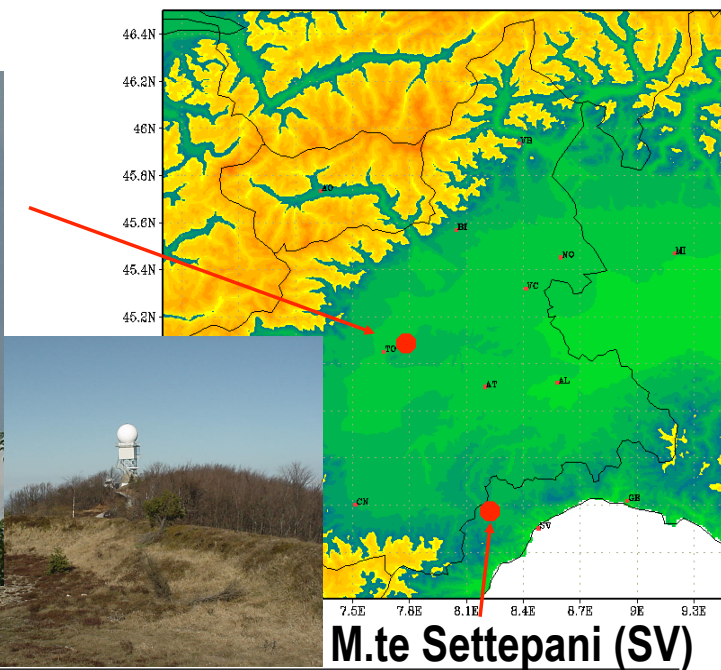 46.4N
46.2N
46N
VB
45.8N
AO
45.6N
BI
45.4N
NO
MI
VC
45.2N
TO
AT
AL
CN
GE
SV
7.5E 7.8E 8.1E 8.4E 8.7E 9E 9.3E
M.te Settepani (SV)